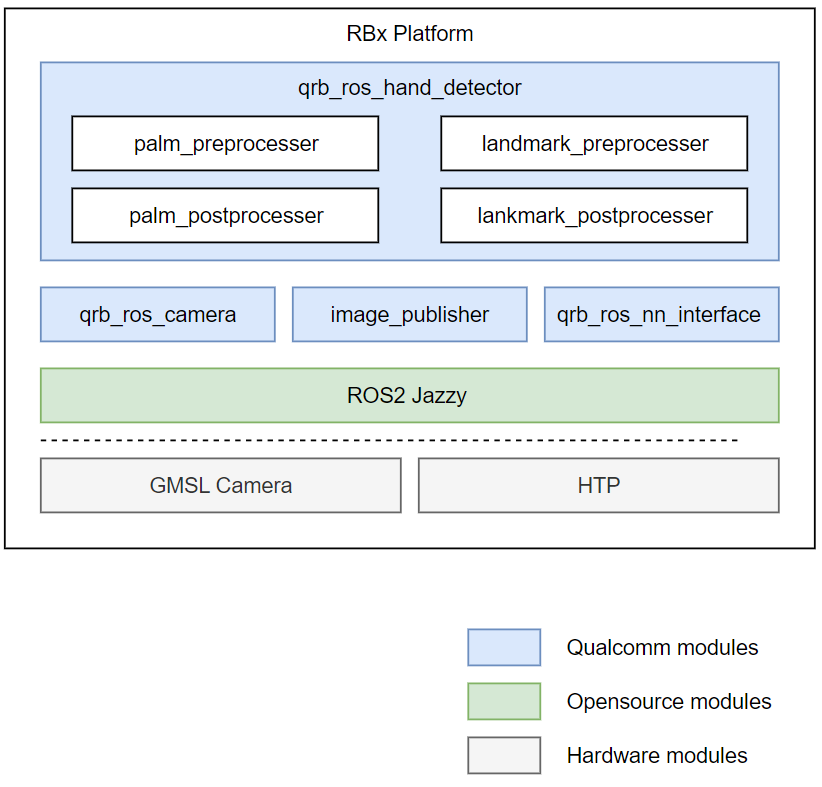 RBx Platform
qrb_ros_hand_detector
palm_preprocesser
landmark_preprocesser
palm_postprocesser
lankmark_postprocesser
qrb_ros_camera
image_publisher
qrb_ros_nn_interface
ROS2 Jazzy
GMSL Camera
HTP
Qualcomm modules
Opensource modules
Hardware modules